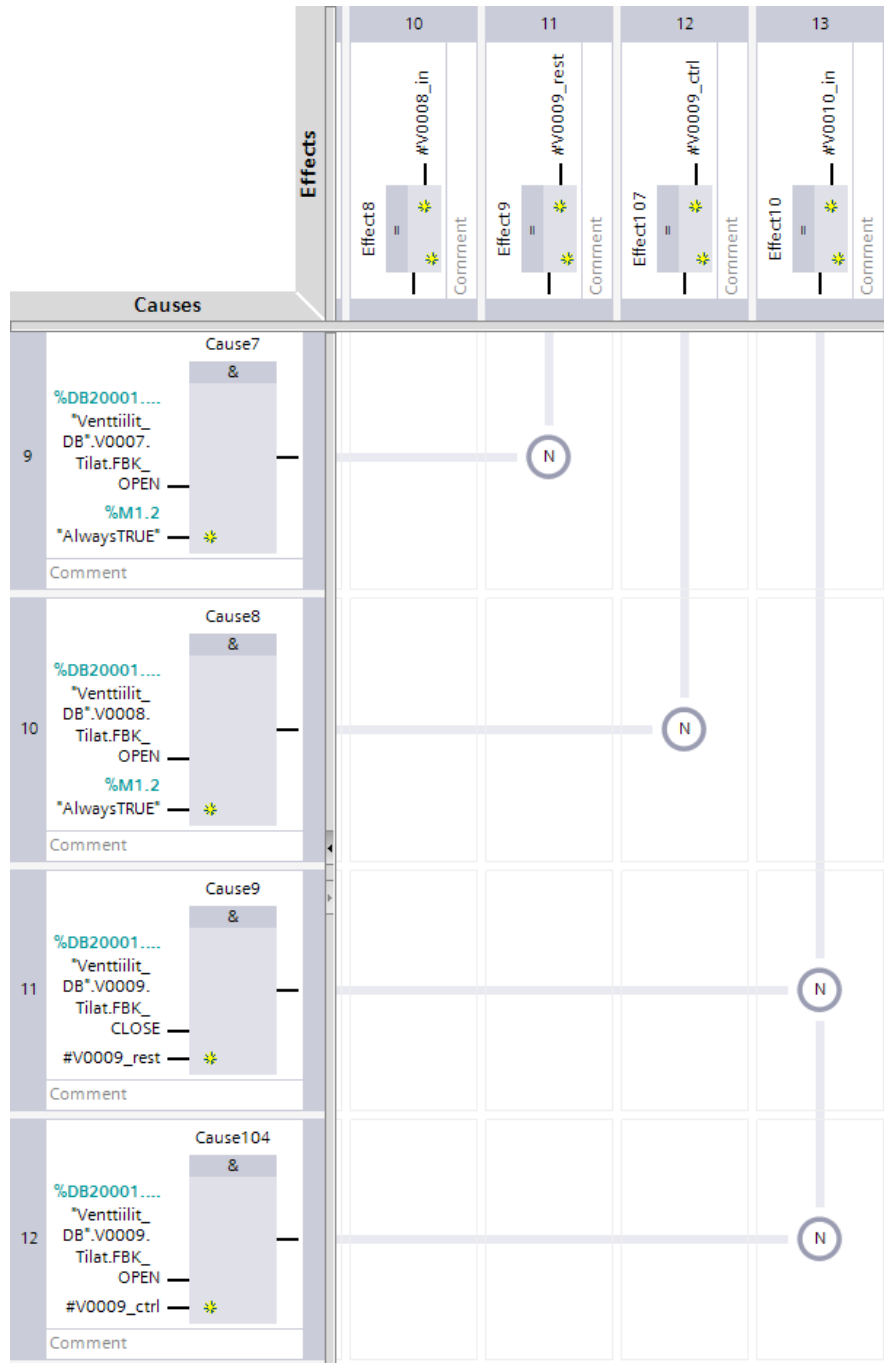 10
11
12
13
#V0008_in
#V0009_rest
#V0009_ctrl
#V0010_in
Effects
Effect8
=
Comment
Effect9
=
Comment
Effect107
=
Comment
Effect10
=
Comment
Causes
9
Cause7
&
%DB20001....
"Venttiilit_
DB".V0007.
Tilat.FBK_
OPEN
%M1.2
"AlwaysTRUE"
Comment
N
10
Cause8
&
%DB20001....
"Venttiilit_
DB".V0008.
Tilat.FBK_
OPEN
%M1.2
"AlwaysTRUE"
Comment
N
11
Cause9
&
%DB20001....
"Venttiilit_
DB".V0009.
Tilat.FBK_
CLOSE
#V0009_rest
Comment
N
12
Cause104
&
%DB20001....
"Venttiilit_
DB".V0009.
Tilat.FBK_
OPEN
#V0009_ctrl
Comment
N